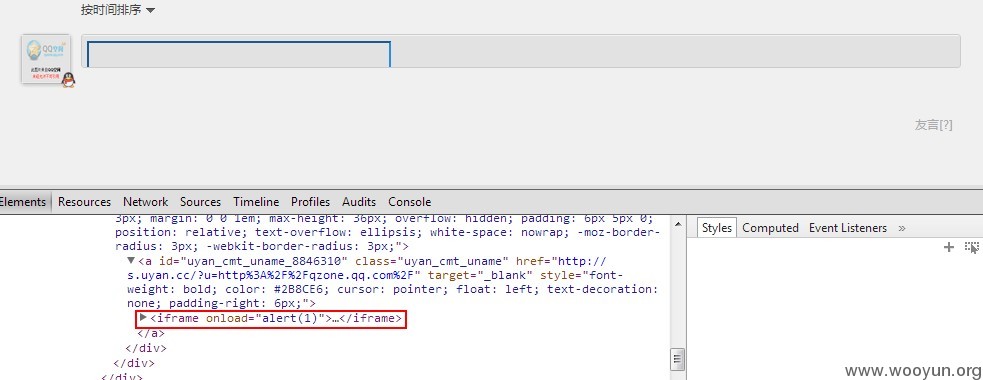 按时间排序
QQ空间
友言[?]
Elements Resources Network Sources Timeline Profiles Audits Console
3px; margin: 0 0 1em; max-height: 36px; overflow: hidden; padding: 6px 5px 0;
position: relative; text-overflow: ellipsis; white-space: nowrap; -moz-border-
radius: 3px; -webkit-border-radius: 3px;">
<a id="uyan_cmt_uname_8846310" class="uyan_cmt_uname" href="http://
s.uyan.cc/?u=http%3A%2F%2Fqzone.qq.com%2F" target="_blank" style="font-
weight: bold; color: #2B8CE6; cursor: pointer; float: left; text-decoration:
none; padding-right: 6px;">
<iframe onload="alert(1)">…</iframe>
</a>
</div>
</div>
</div>
Styles Computed Event Listeners »
www.wooyun.org